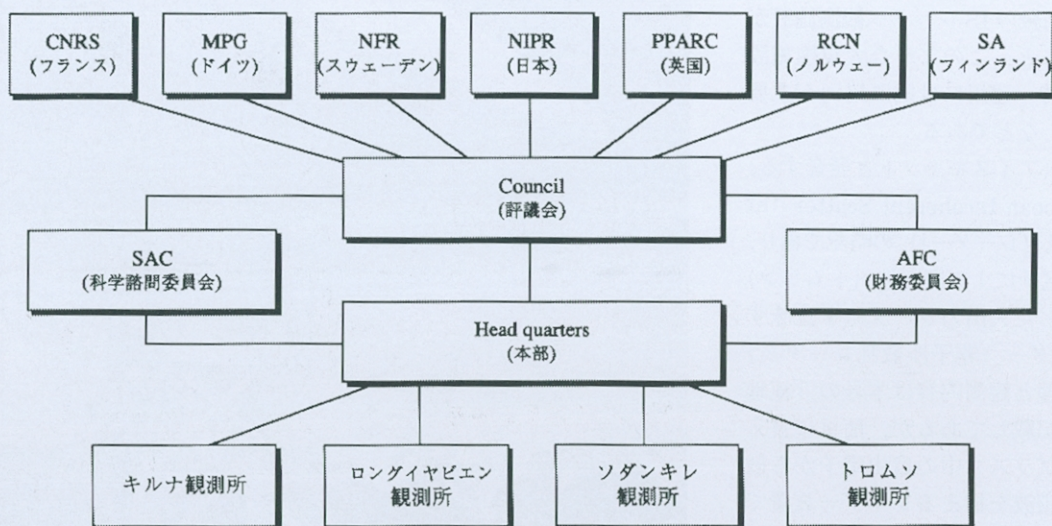 CNRS
(フランス)
MPG
(ドイツ)
NFR
(スウェーデン)
NIPR
(日本)
PPARC
(英国)
RCN
(ノルウェー)
SA
(フィンランド)
Council
(評議会)
SAC
(科学諮問委員会)
AFC
(財務委員会)
Head quarters
(本部)
キルナ観測所
ロングイヤビエン
観測所
ソダンキレ
観測所
トロムソ
観測所